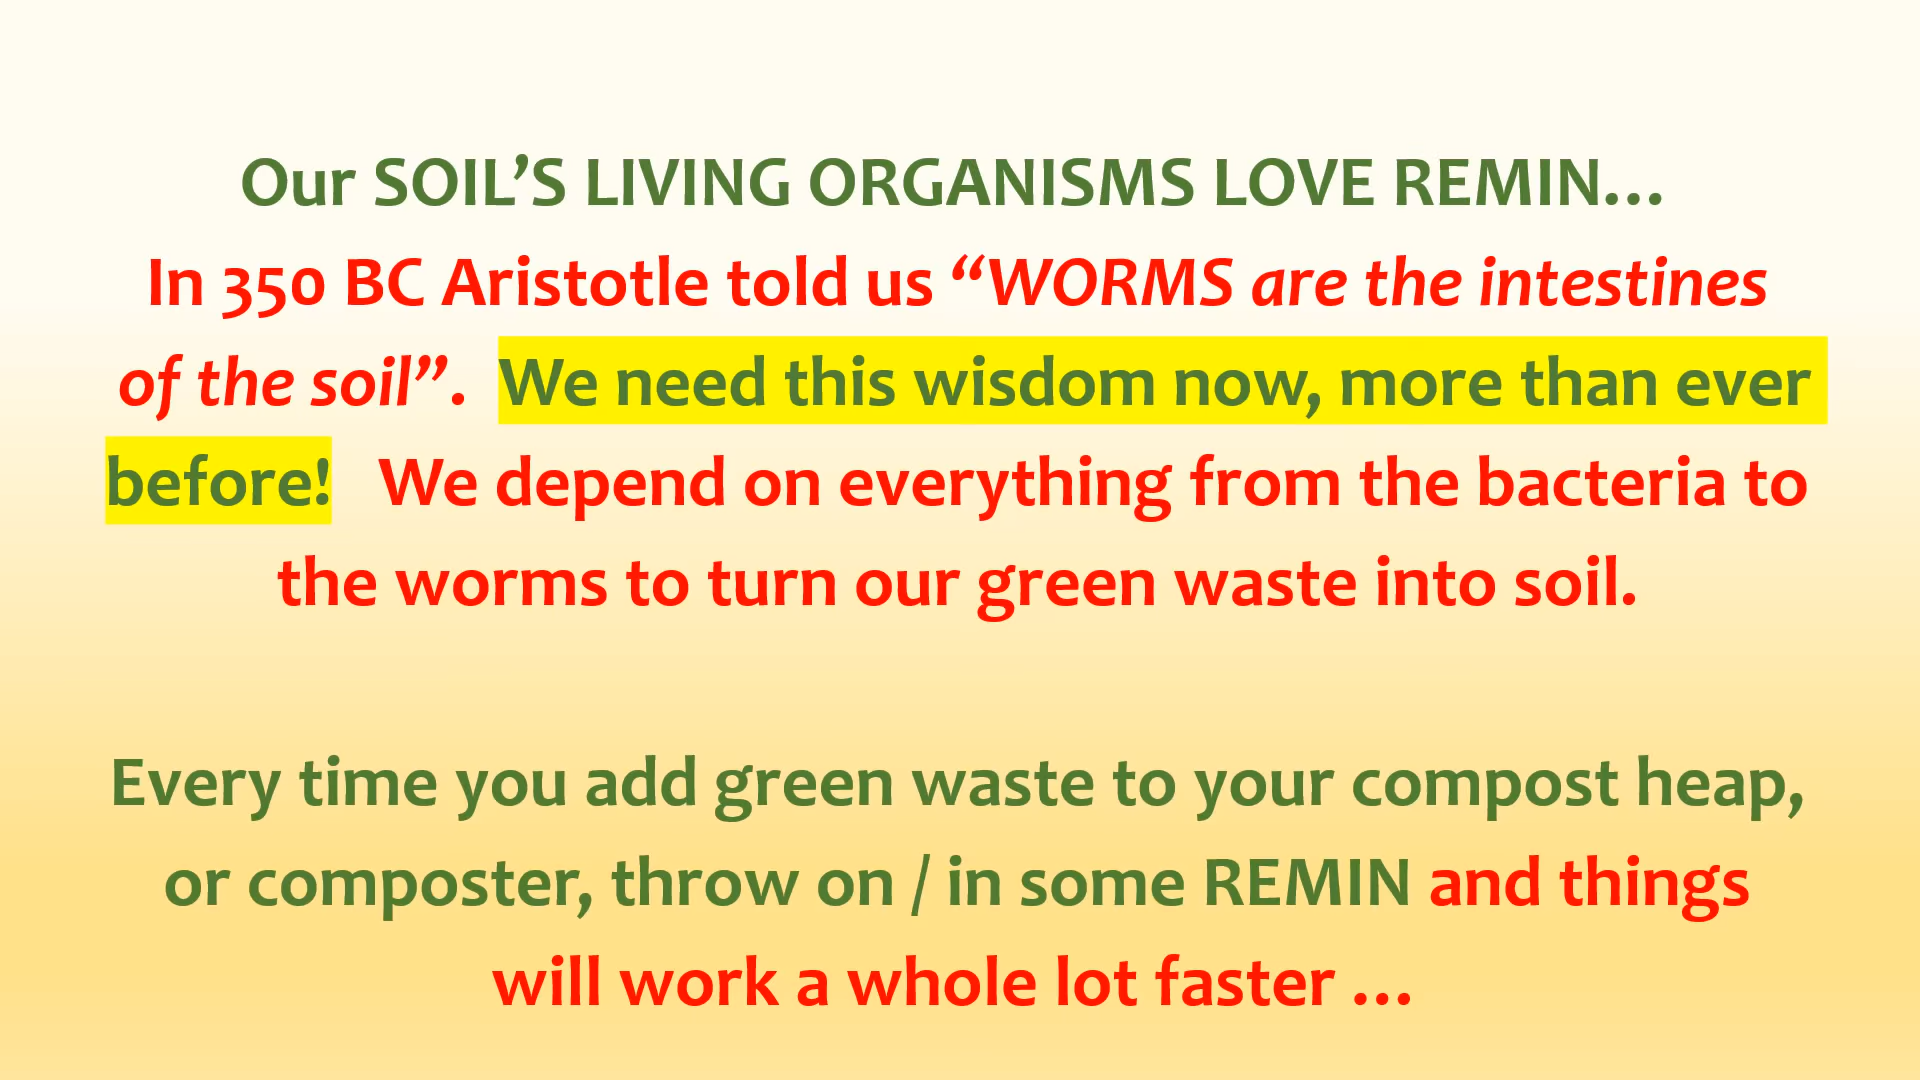 Our SOIL’S LIVING ORGANISMS LOVE REMIN…
In 350 BC Aristotle told us “WORMS are the intestines
of the soil”. We need this wisdom now, more than ever
before! We depend on everything from the bacteria to
the worms to turn our green waste into soil.
Every time you add green waste to your compost heap,
or composter, throw on / in some REMIN and things
will work a whole lot faster …